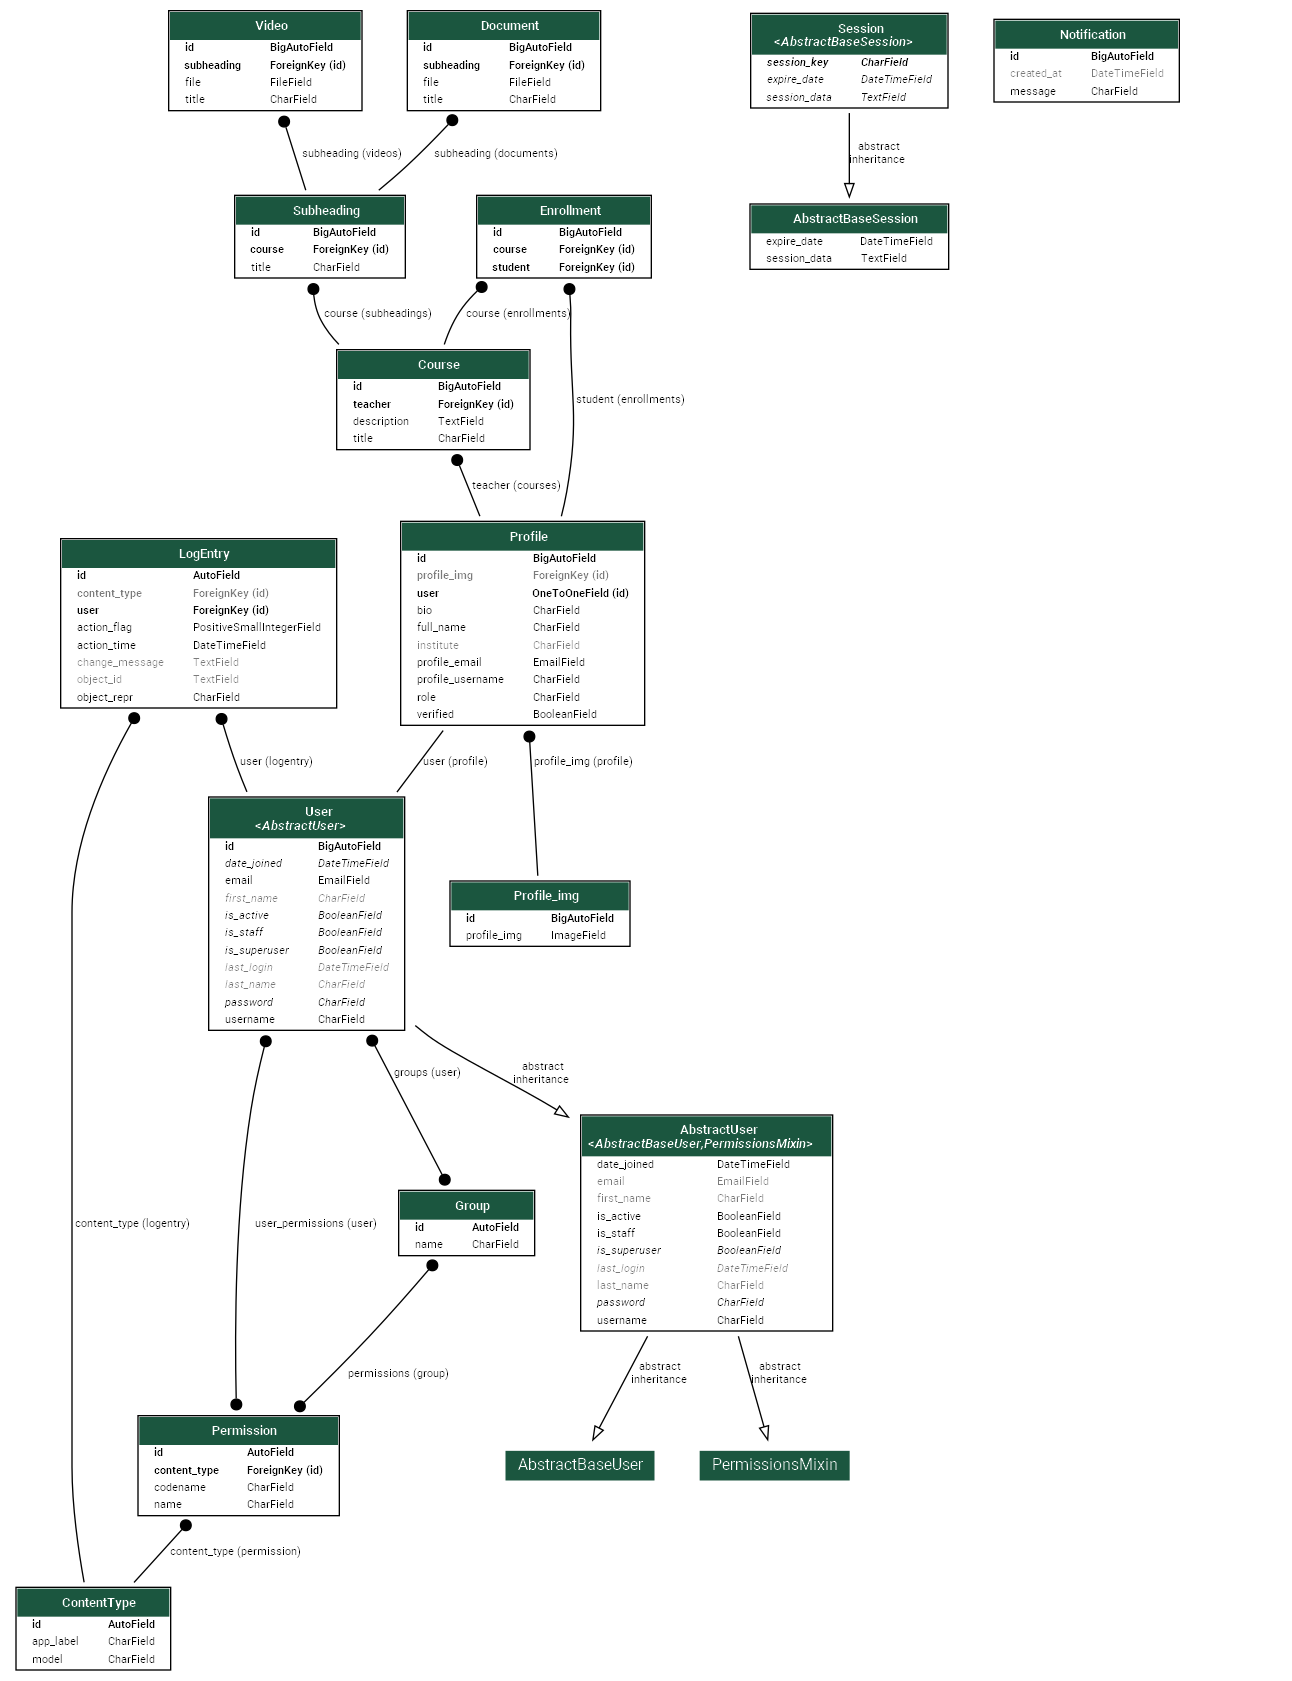 Video
id BigAutoField
subheading ForeignKey (id)
file FileField
title CharField
Document
id BigAutoField
subheading ForeignKey (id)
file FileField
title CharField
Session
<AbstractBaseSession>
session_key CharField
expire_date DateTimeField
session_data TextField
Notification
id BigAutoField
created_at DateTimeField
message CharField
subheading (videos)
subheading (documents)
abstract
inheritance
Subheading
id BigAutoField
course ForeignKey (id)
title CharField
Enrollment
id BigAutoField
course ForeignKey (id)
student ForeignKey (id)
AbstractBaseSession
expire_date DateTimeField
session_data TextField
course (subheadings)
course (enrollments)
Course
id BigAutoField
teacher ForeignKey (id)
description TextField
title CharField
student (enrollments)
teacher (courses)
LogEntry
id AutoField
content_type ForeignKey (id)
user ForeignKey (id)
action_flag PositiveSmallIntegerField
action_time DateTimeField
change_message TextField
object_id TextField
object_repr CharField
Profile
id BigAutoField
profile_img ForeignKey (id)
user OneToOneField (id)
bio CharField
full_name CharField
institute CharField
profile_email EmailField
profile_username CharField
role CharField
verified BooleanField
user (logentry)
user (profile)
profile_img (profile)
User
<AbstractUser>
id BigAutoField
date_joined DateTimeField
email EmailField
first_name CharField
is_active BooleanField
is_staff BooleanField
is_superuser BooleanField
last_login DateTimeField
last_name CharField
password CharField
username CharField
Profile_img
id BigAutoField
profile_img ImageField
groups (user)
abstract
inheritance
AbstractUser
<AbstractBaseUser,PermissionsMixin>
date_joined DateTimeField
email EmailField
first_name CharField
is_active BooleanField
is_staff BooleanField
is_superuser BooleanField
last_login DateTimeField
last_name CharField
password CharField
username CharField
content_type (logentry)
user_permissions (user)
Group
id AutoField
name CharField
permissions (group)
abstract
inheritance
abstract
inheritance
Permission
id AutoField
content_type ForeignKey (id)
codename CharField
name CharField
AbstractBaseUser
PermissionsMixin
content_type (permission)
ContentType
id AutoField
app_label CharField
model CharField